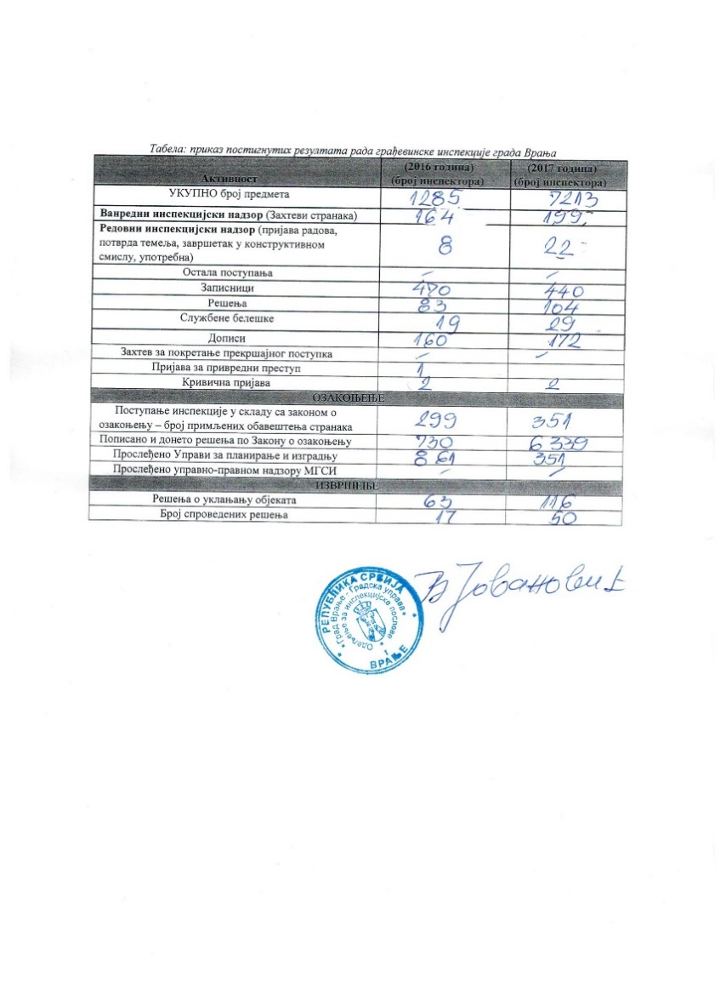 Табела: приказ постигнутих резултата рада грађевинске инспекције града Врања
Активност (2016 година) (број инспектора) (2017 година) (број инспектора)
УКУПНО број предмета 1285 7213
Ванредни инспекцијски надзор (Захтеви странака) 164 199
Редовни инспекцијски надзор (пријава радова,
потврда темеља, завршетак у конструктивном 8 22
смислу, употребна)
Остала поступања – –
Записници 470 440
Решења 83 104
Службене белешке 19 29
Дописи 160 172
Захтев за покретање прекршајног поступка – –
Пријава за привредни преступ 1
Кривична пријава 2 2
ОЗАКОЊЕЊЕ
Поступање инспекције у складу са законом о
озакоњењу – број примљених обавештења странака 299 351
Пописано и донето решења по Закону о озакоњењу 730 6 339
Прослеђено Управи за планирање и изградњу 861 351
Прослеђено управно-правном надзору МГСИ – –
ИЗВРШЕЊЕ
Решења о уклањању објеката 63 116
Број спроведених решења 17 50
РЕПУБЛИКА СРБИЈА
Град Врање - Градска управа
Одељење за инспекцијске послове
1
ВРАЊЕ
В Јовановић